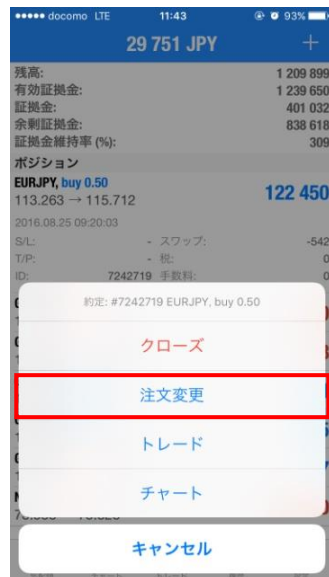 docomo LTE 11:43 93%
29 751 JPY +
残高: 1 209 899
有効証拠金: 1 239 650
証拠金: 401 032
余剰証拠金: 838 618
証拠金維持率 (%): 309
ポジション
EURJPY, buy 0.50
113.263 → 115.712 122 450
2016.08.25 09:20:03
S/L: - スワップ: -542
T/P: - 税: 0
ID: 7242719 手数料: 0
約定: #7242719 EURJPY, buy 0.50
クローズ
注文変更
トレード
チャート
キャンセル